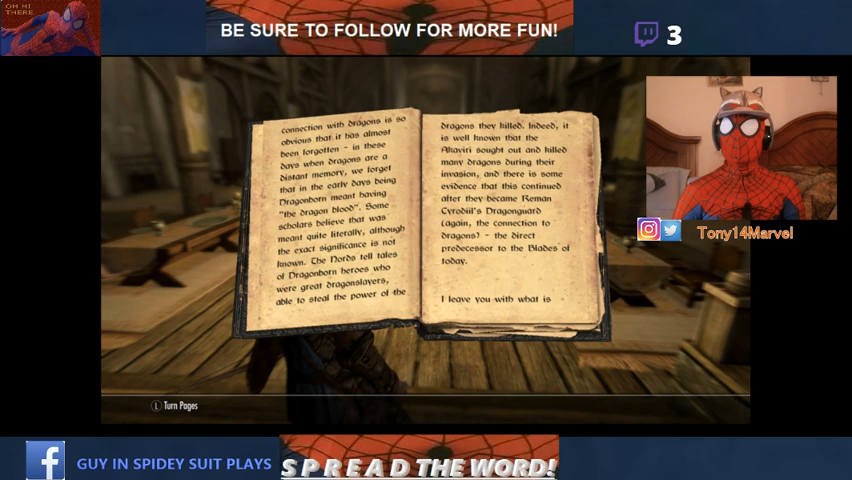 OH HI
THERE
BE SURE TO FOLLOW FOR MORE FUN!
3
connection with dragons is so
obvious that it has almost
been forgotten - in these
days when dragons are a
distant memory, we forget
that in the early days being
Dragonborn meant having
"the dragon blood". Some
scholars believe that was
meant quite literally, although
the exact significance is not
known. The Nords tell tales
of Dragonborn heroes who
were great dragonslayers,
able to steal the power of the
dragons they killed. Indeed, it
is well known that the
Akaviri sought out and killed
many dragons during their
invasion, and there is some
evidence that this continued
after they became Reman
Cyrodiil's Dragonguard
(again, the connection to
dragons) - the direct
predecessor to the Blades of
today.
I leave you with what is
Tony14Marvel
L Turn Pages
f GUY IN SPIDEY SUIT PLAYS
SPREAD THE WORD!